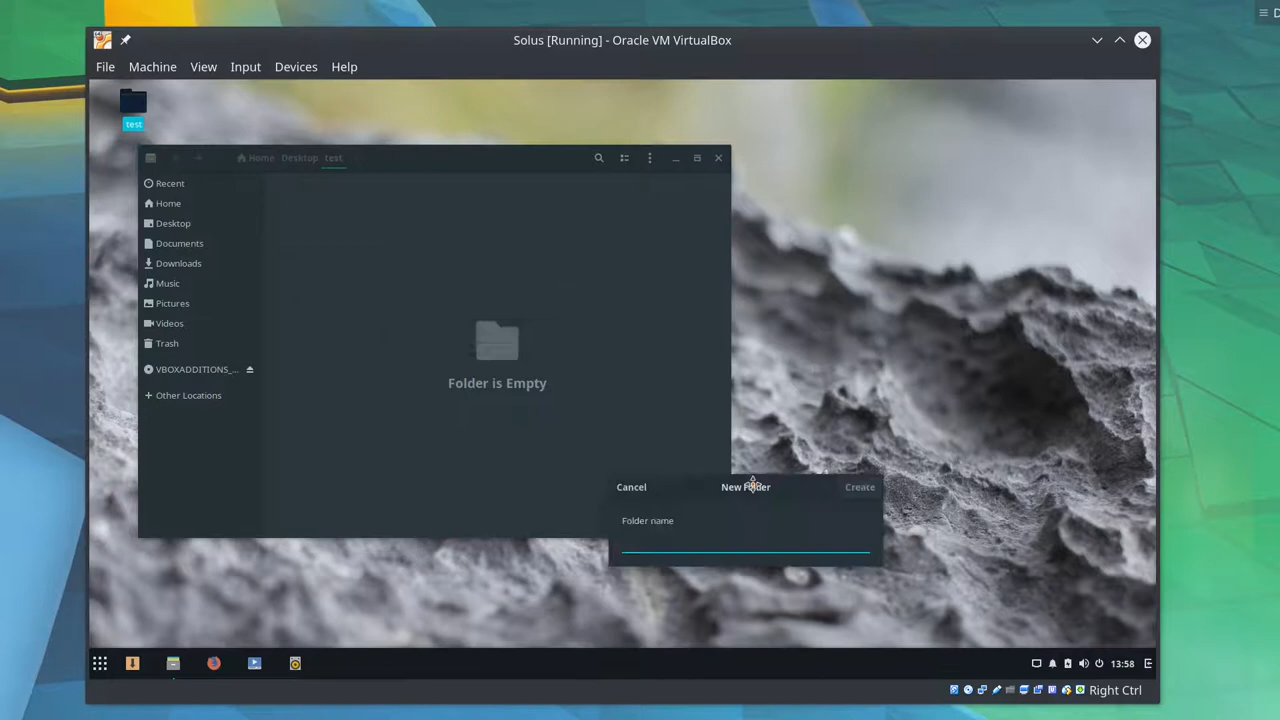 Solus [Running] - Oracle VM VirtualBox
File Machine View Input Devices Help
test
Home Desktop test
Recent
Home
Desktop
Documents
Downloads
Music
Pictures
Videos
Trash
VBOXADDITIONS_...
Other Locations
Folder is Empty
Cancel New Folder Create
Folder name
13:58
Right Ctrl